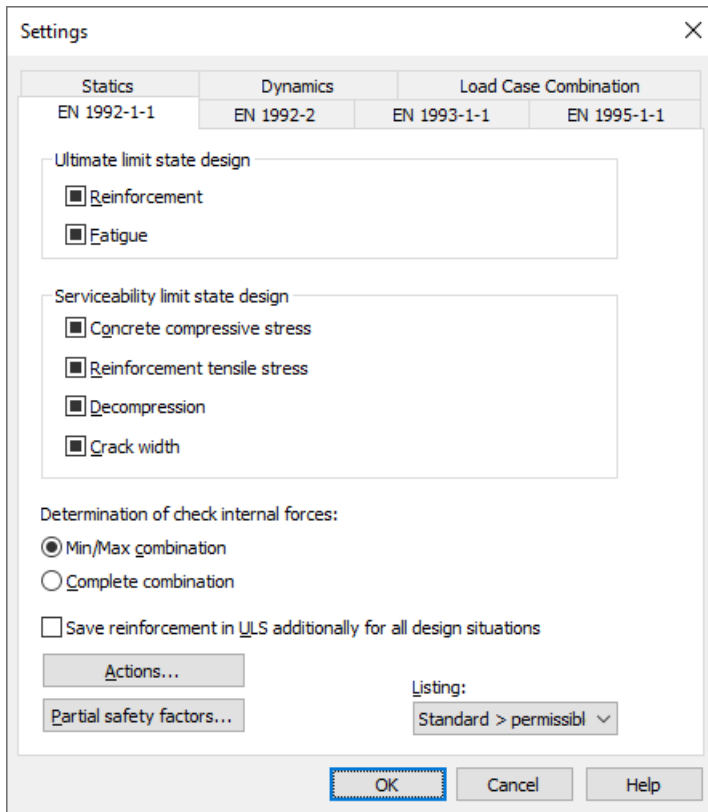 Settings
Statics Dynamics Load Case Combination
EN 1992-1-1 EN 1992-2 EN 1993-1-1 EN 1995-1-1
Ultimate limit state design
Reinforcement
Fatigue
Serviceability limit state design
Concrete compressive stress
Reinforcement tensile stress
Decompression
Crack width
Determination of check internal forces:
Min/Max combination
Complete combination
Save reinforcement in ULS additionally for all design situations
Actions...
Listing:
Partial safety factors...
Standard > permissibl
OK Cancel Help